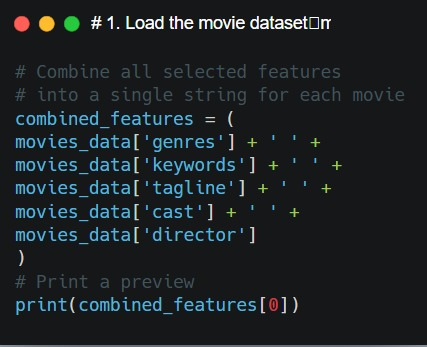 # 1. Load the movie dataset□m
# Combine all selected features
# into a single string for each movie
combined_features = (
movies_data['genres'] + ' ' +
movies_data['keywords'] + ' ' +
movies_data['tagline'] + ' ' +
movies_data['cast'] + ' ' +
movies_data['director']
)
# Print a preview
print(combined_features[0])